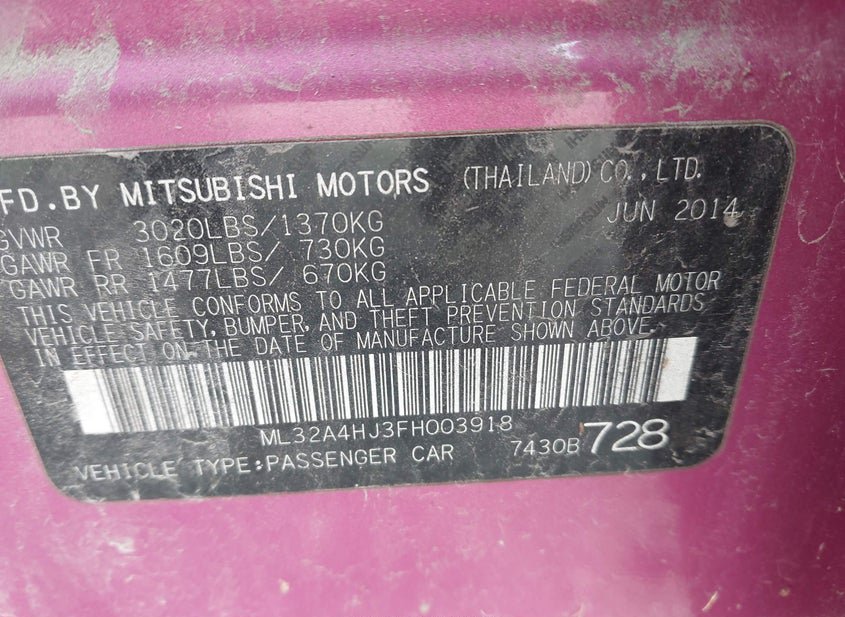 FD.BY MITSUBISHI MOTORS (THAILAND) CO.,LTD.
JUN 2014
GVWR 3020LBS/1370KG
GAWR FR 1609LBS/ 730KG
GAWR RR 1477LBS/ 670KG
THIS VEHICLE CONFORMS TO ALL APPLICABLE FEDERAL MOTOR
VEHICLE SAFETY, BUMPER, AND THEFT PREVENTION STANDARDS
IN EFFECT ON THE DATE OF MANUFACTURE SHOWN ABOVE.
ML32A4HJ3FH003918
VEHICLE TYPE:PASSENGER CAR 7430B 728